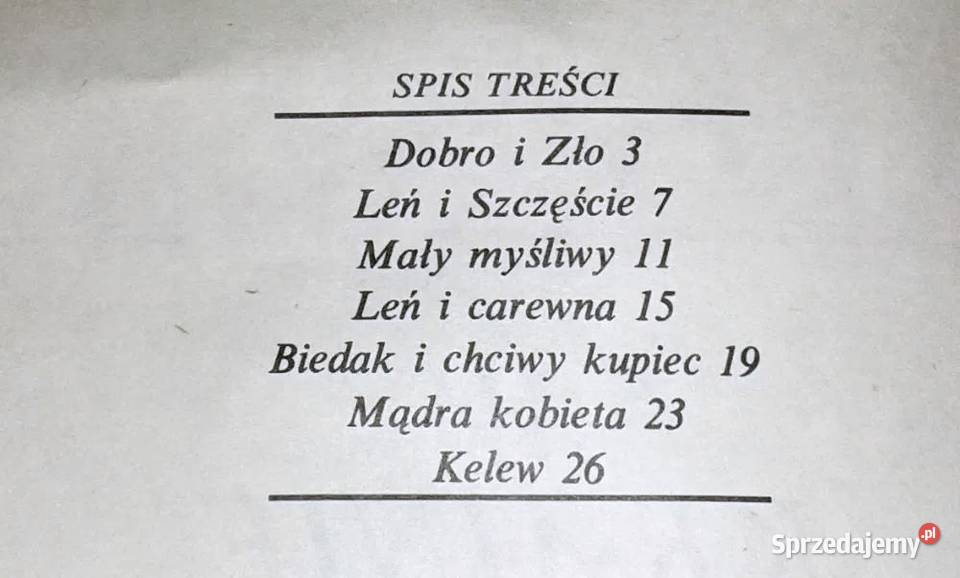 SPIS TREŚCI
Dobro i Zło 3
Leń i Szczęście 7
Mały myśliwy 11
Leń i carewna 15
Biedak i chciwy kupiec 19
Mądra kobieta 23
Kelew 26
Sprzedajemy.pl